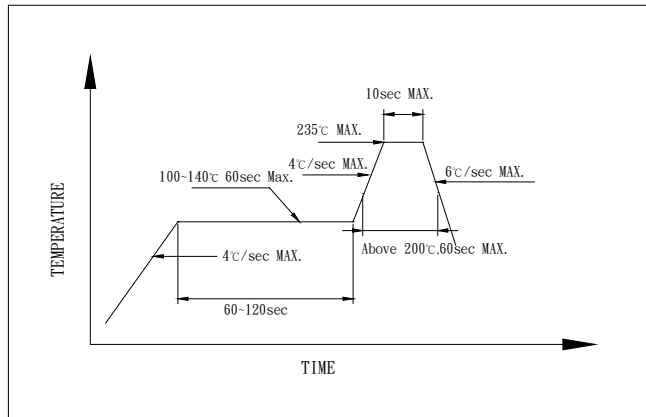 10sec MAX.
235℃ MAX.
4℃/sec MAX.
6℃/sec MAX.
100~140℃ 60sec Max.
TEMPERATURE
4℃/sec MAX.
Above 200℃,60sec MAX.
60~120sec
TIME